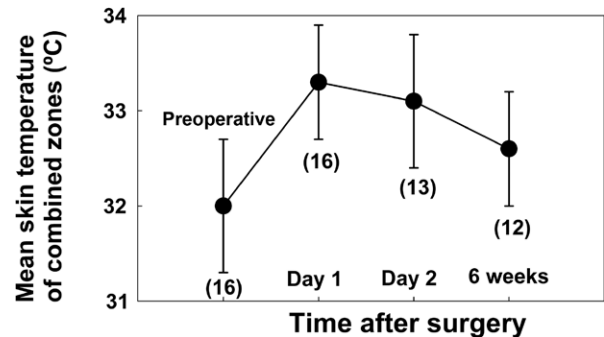 Mean skin temperature
of combined zones (ºC)
34
33
32
31
Preoperative
(16)
(16)
(13)
(12)
Day 1
Day 2
6 weeks
Time after surgery